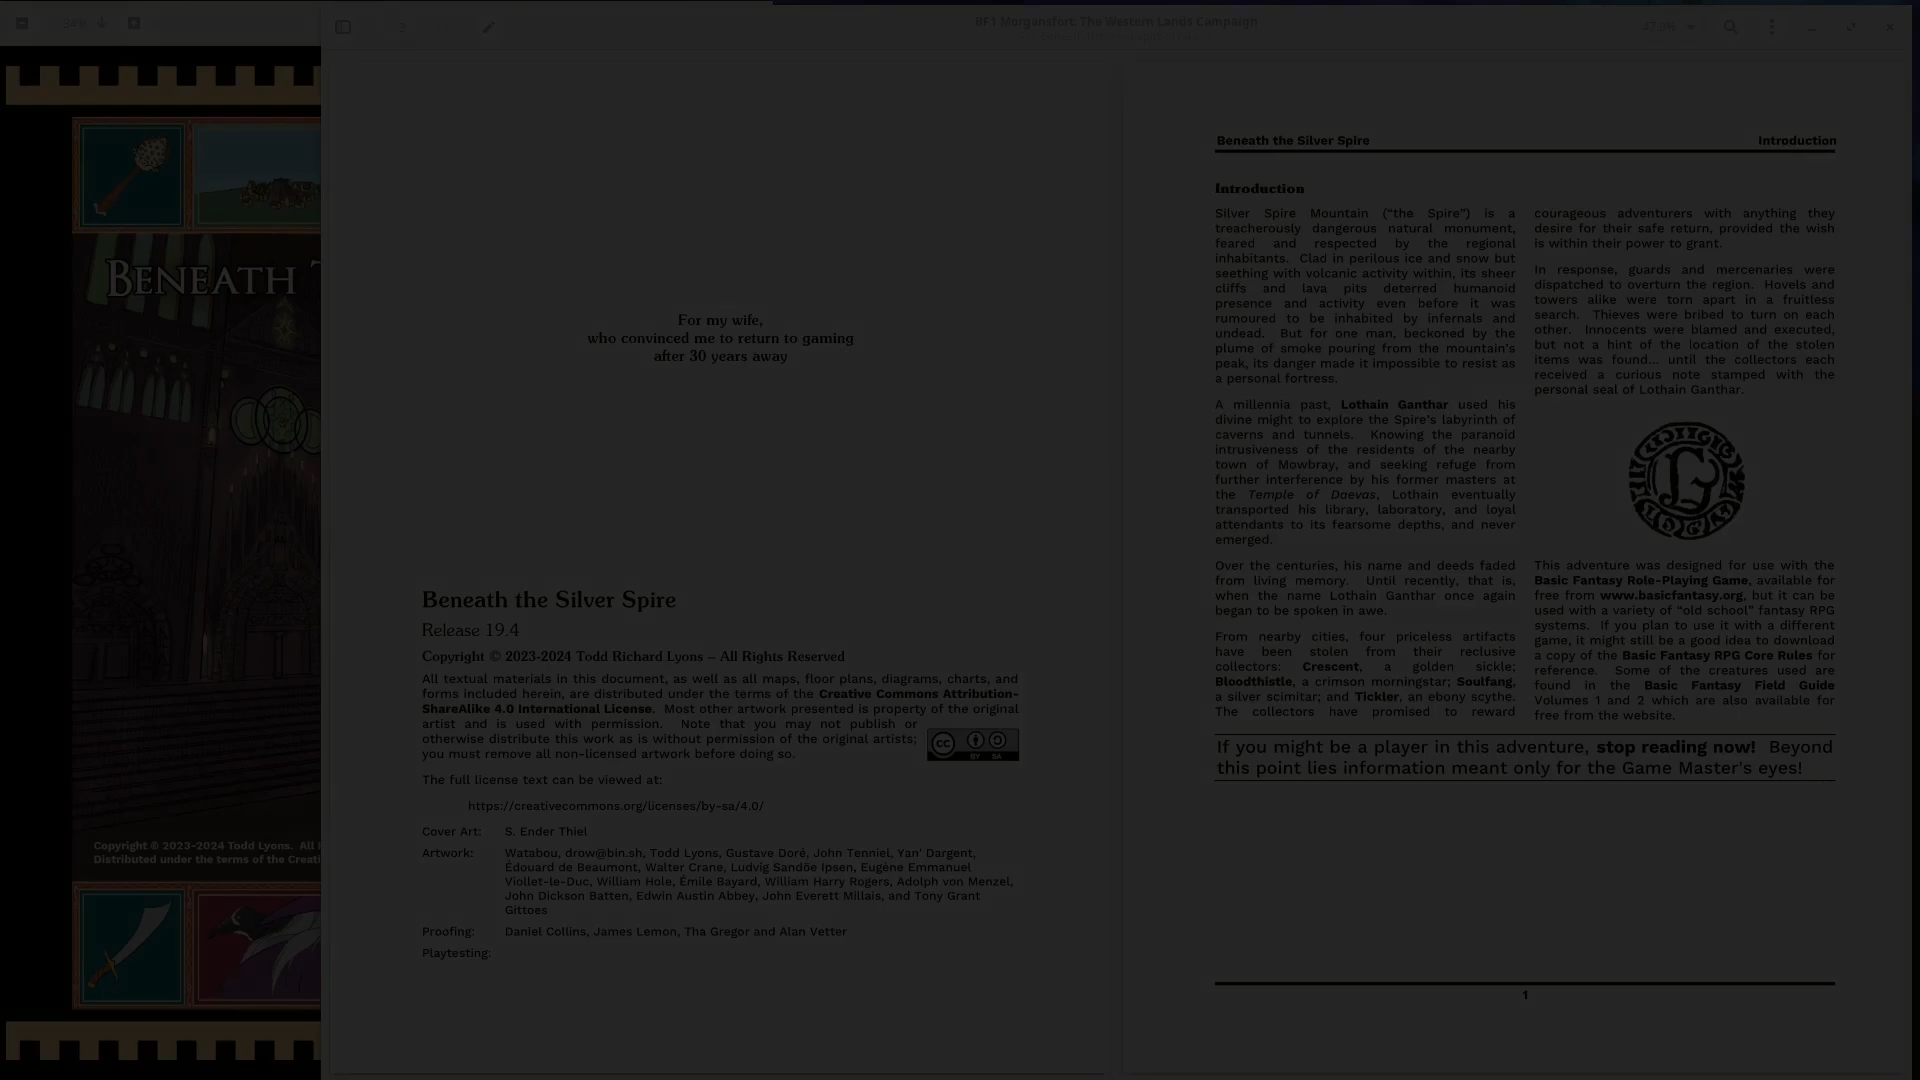 BF1 Morgansfort: The Western Lands Campaign
47.9%
BENEATH
Copyright © 2023-2024 Todd Lyons. All
Distributed under the terms of the Creati
For my wife,
who convinced me to return to gaming
after 30 years away
Beneath the Silver Spire
Release 19.4
Copyright © 2023-2024 Todd Richard Lyons – All Rights Reserved
All textual materials in this document, as well as all maps, floor plans, diagrams, charts, and
forms included herein, are distributed under the terms of the Creative Commons Attribution-
ShareAlike 4.0 International License. Most other artwork presented is property of the original
artist and is used with permission. Note that you may not publish or
otherwise distribute this work as is without permission of the original artists;
you must remove all non-licensed artwork before doing so.
cc BY SA
The full license text can be viewed at:
https://creativecommons.org/licenses/by-sa/4.0/
Cover Art: S. Ender Thiel
Artwork: Watabou, drow@bin.sh, Todd Lyons, Gustave Doré, John Tenniel, Yan' Dargent,
Édouard de Beaumont, Walter Crane, Ludvig Sandöe Ipsen, Eugène Emmanuel
Viollet-le-Duc, William Hole, Émile Bayard, William Harry Rogers, Adolph von Menzel,
John Dickson Batten, Edwin Austin Abbey, John Everett Millais, and Tony Grant
Gittoes
Proofing: Daniel Collins, James Lemon, Tha Gregor and Alan Vetter
Playtesting:
Beneath the Silver Spire Introduction
Introduction
Silver Spire Mountain (“the Spire”) is a
treacherously dangerous natural monument,
feared and respected by the regional
inhabitants. Clad in perilous ice and snow but
seething with volcanic activity within, its sheer
cliffs and lava pits deterred humanoid
presence and activity even before it was
rumoured to be inhabited by infernals and
undead. But for one man, beckoned by the
plume of smoke pouring from the mountain's
peak, its danger made it impossible to resist as
a personal fortress.
A millennia past, Lothain Ganthar used his
divine might to explore the Spire's labyrinth of
caverns and tunnels. Knowing the paranoid
intrusiveness of the residents of the nearby
town of Mowbray, and seeking refuge from
further interference by his former masters at
the Temple of Daevas, Lothain eventually
transported his library, laboratory, and loyal
attendants to its fearsome depths, and never
emerged.
Over the centuries, his name and deeds faded
from living memory. Until recently, that is,
when the name Lothain Ganthar once again
began to be spoken in awe.
From nearby cities, four priceless artifacts
have been stolen from their reclusive
collectors: Crescent, a golden sickle;
Bloodthistle, a crimson morningstar; Soulfang,
a silver scimitar; and Tickler, an ebony scythe.
The collectors have promised to reward
courageous adventurers with anything they
desire for their safe return, provided the wish
is within their power to grant.
In response, guards and mercenaries were
dispatched to overturn the region. Hovels and
towers alike were torn apart in a fruitless
search. Thieves were bribed to turn on each
other. Innocents were blamed and executed,
but not a hint of the location of the stolen
items was found... until the collectors each
received a curious note stamped with the
personal seal of Lothain Ganthar.
This adventure was designed for use with the
Basic Fantasy Role-Playing Game, available for
free from www.basicfantasy.org, but it can be
used with a variety of “old school” fantasy RPG
systems. If you plan to use it with a different
game, it might still be a good idea to download
a copy of the Basic Fantasy RPG Core Rules for
reference. Some of the creatures used are
found in the Basic Fantasy Field Guide
Volumes 1 and 2 which are also available for
free from the website.
If you might be a player in this adventure, stop reading now! Beyond
this point lies information meant only for the Game Master's eyes!
1